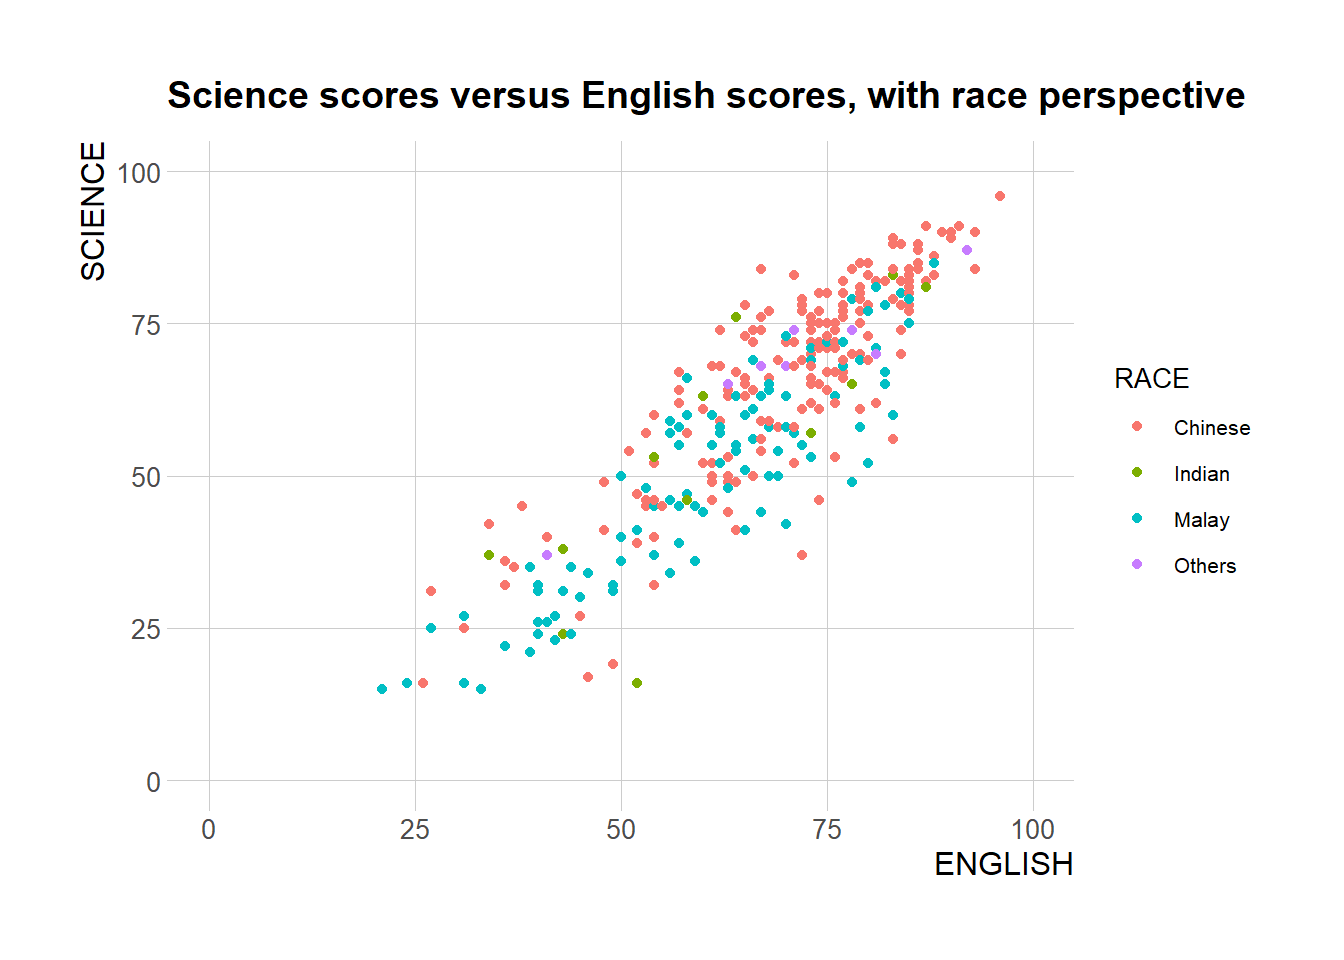 Science scores versus English scores, with race perspective
SCIENCE
100
75
50
25
0
0 25 50 75 100
ENGLISH
RACE
Chinese
Indian
Malay
Others